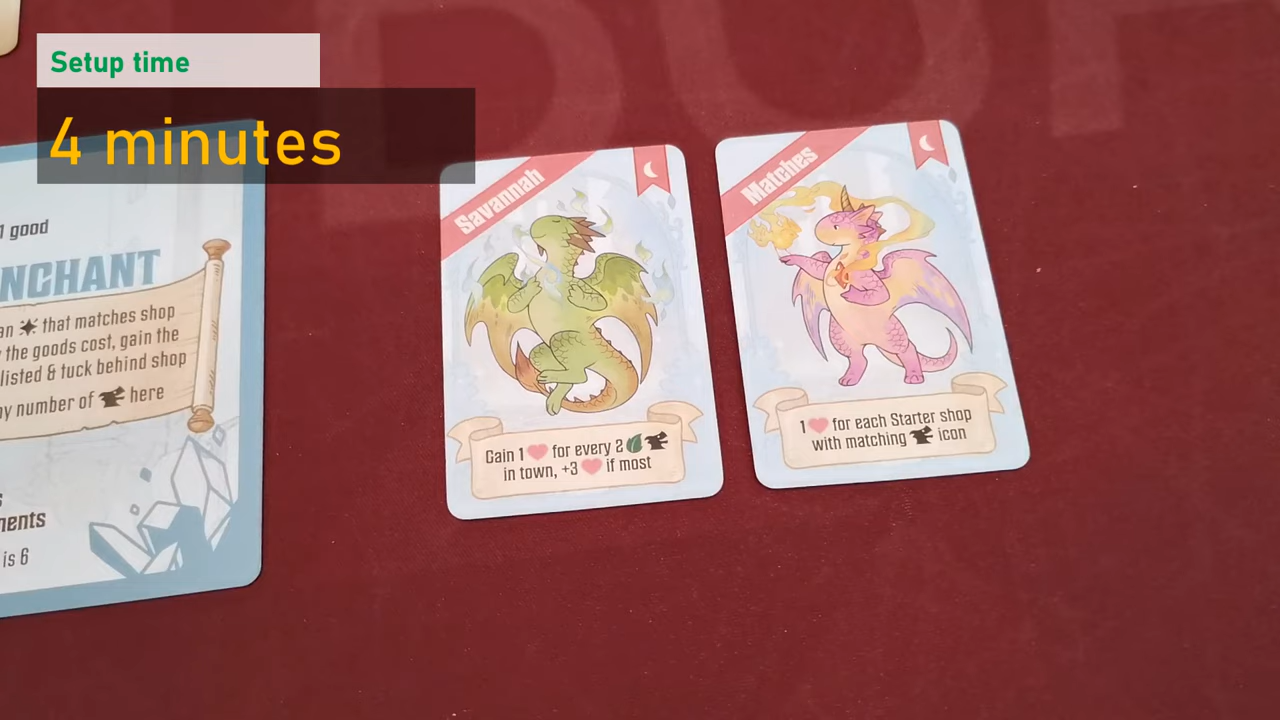 Setup time
4 minutes
1 good
NCHANT
an that matches shop
the goods cost, gain the
listed & tuck behind shop
number of here
ments
is 6
Savannah
Gain 1 for every 2
in town, +3 if most
Matches
1 for each Starter shop
with matching icon